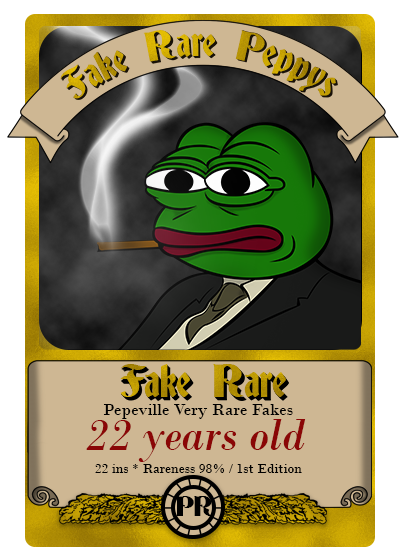 Fake Rare Peppys
Fake Rare
Pepeville Very Rare Fakes
22 years old
22 ins * Rareness 98% / 1st Edition
PR